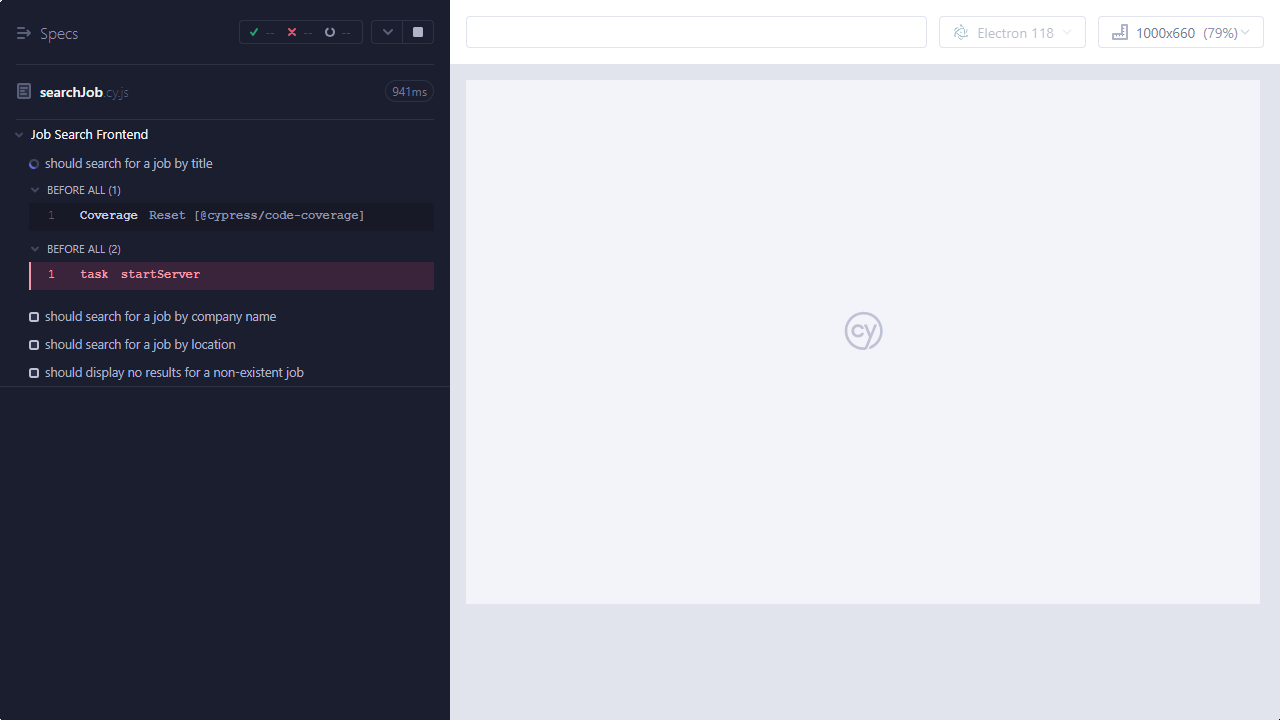 Specs
-- -- --
searchJob.cy.js 941ms
Job Search Frontend
should search for a job by title
BEFORE ALL (1)
1 Coverage Reset [@cypress/code-coverage]
BEFORE ALL (2)
1 task startServer
should search for a job by company name
should search for a job by location
should display no results for a non-existent job
Electron 118
1000x660 (79%)
cy